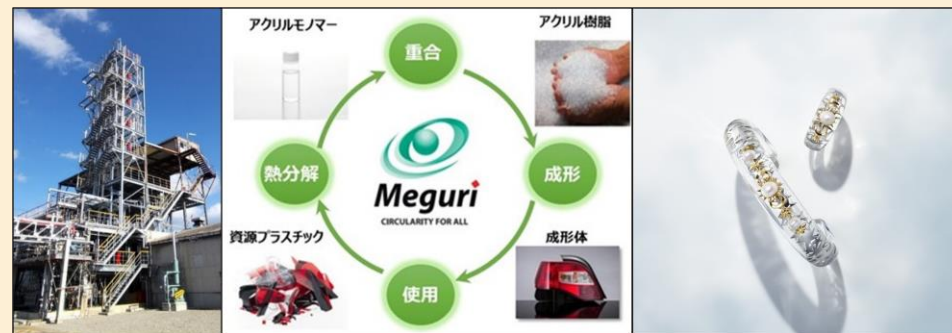 アクリルモノマー
アクリル樹脂
重合
熱分解
成形
Meguri
CIRCULARITY FOR ALL
資源プラスチック
成形体
使用